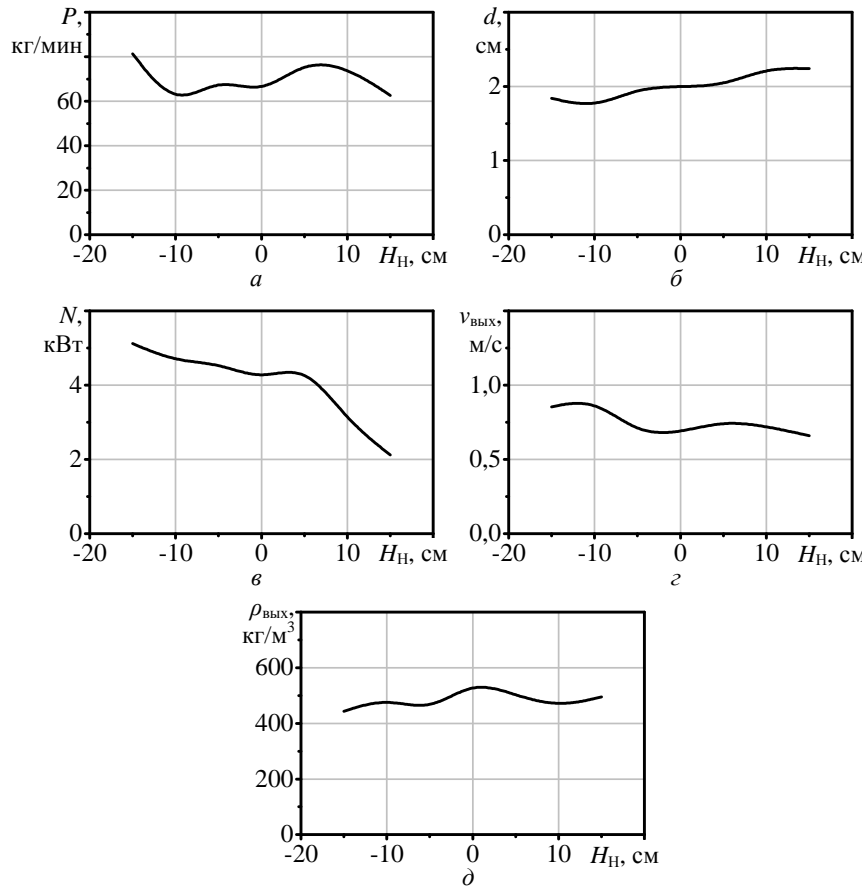 P,
кг/мин
60
40
20
0
-20 -10 0 10 H_Н, см
а
d,
см
2
1
0
-20 -10 0 10 H_Н, см
б
N,
кВт
4
2
0
-20 -10 0 10 H_Н, см
в
v_вых,
м/с
1,0
0,5
0,0
-20 -10 0 10 H_Н, см
г
ρ_вых,
кг/м³
600
400
200
0
-20 -10 0 10 H_Н, см
д